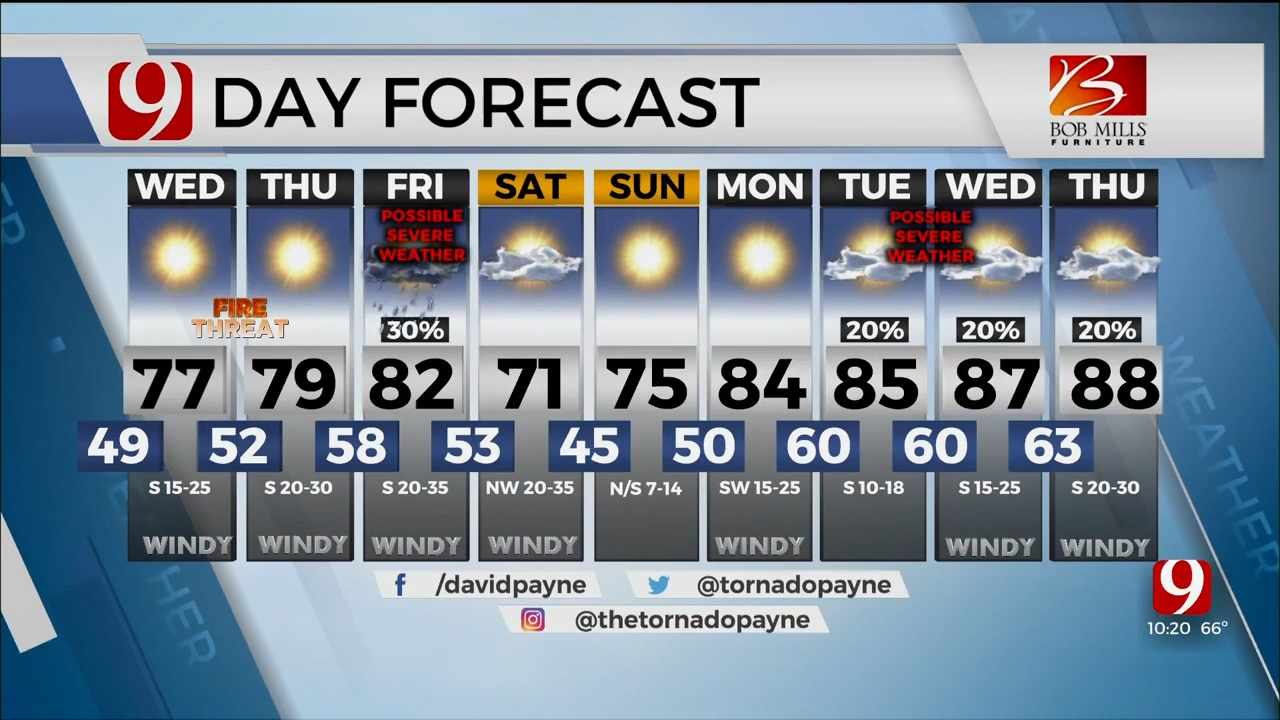 9 DAY FORECAST
B
BOB MILLS
FURNITURE
WED THU FRI SAT SUN MON TUE WED THU
POSSIBLE
SEVERE
WEATHER
POSSIBLE
SEVERE
WEATHER
FIRE
THREAT
30% 20% 20% 20%
77 79 82 71 75 84 85 87 88
49 52 58 53 45 50 60 60 63
S 15-25 S 20-30 S 20-35 NW 20-35 N/S 7-14 SW 15-25 S 10-18 S 15-25 S 20-30
WINDY WINDY WINDY WINDY WINDY WINDY WINDY
f /davidpayne @tornadopayne
@thetornadopayne
9
10:20 66°
WEATHER
WEATHER